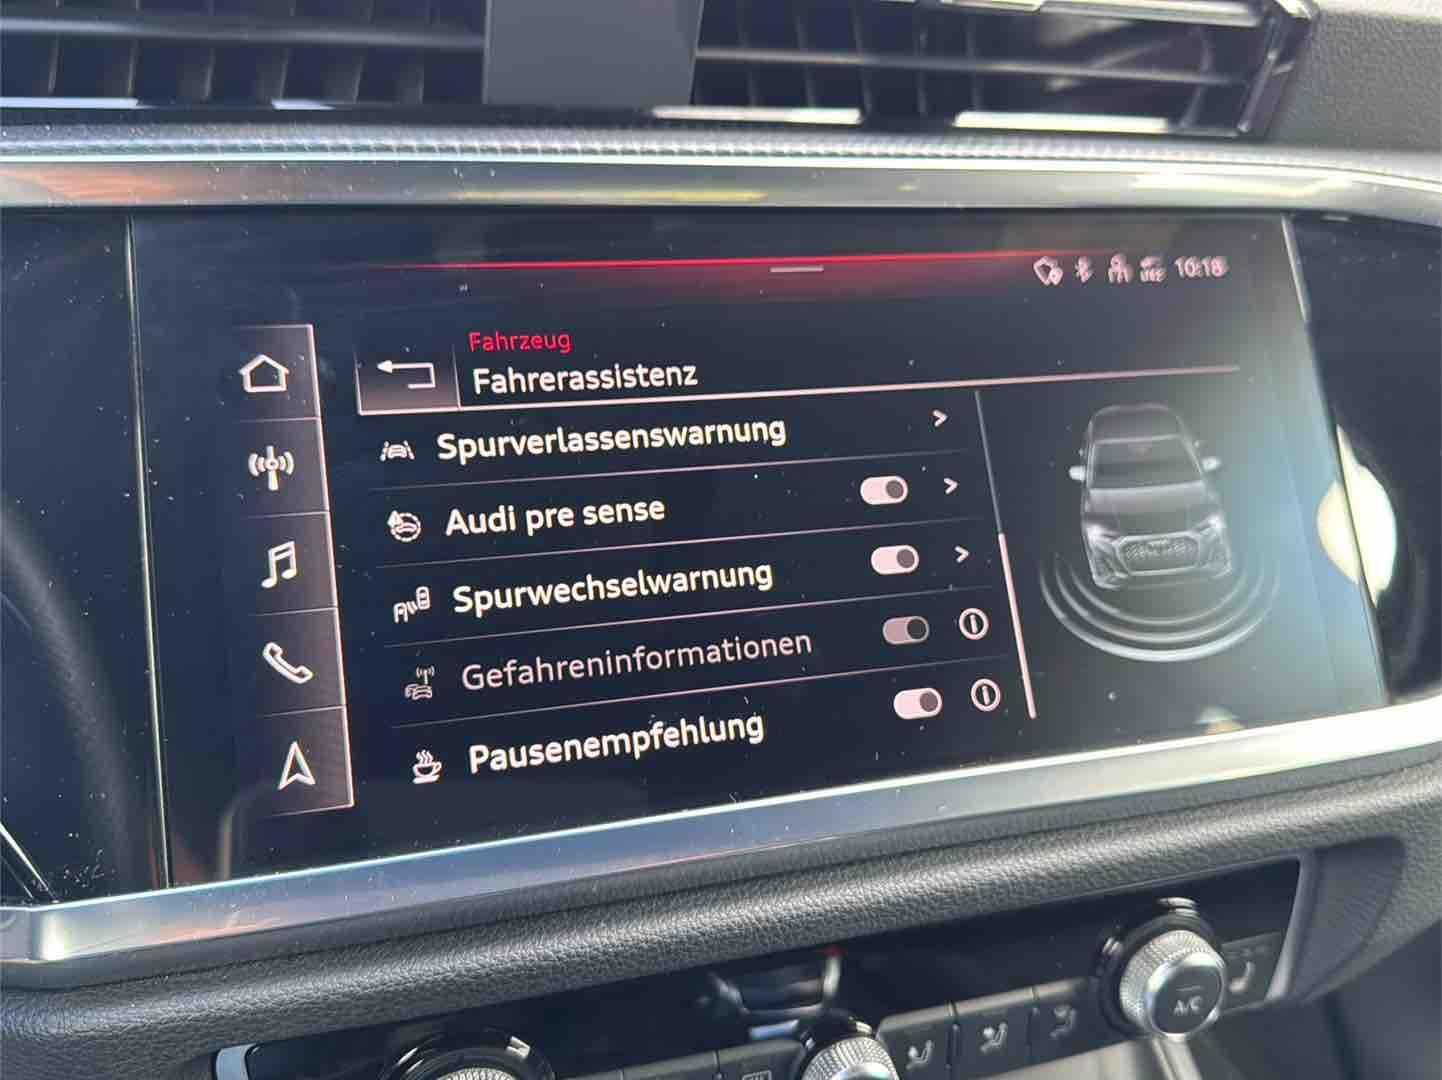 10:18
Fahrzeug
Fahrerassistenz
Spurverlassenswarnung
Audi pre sense
Spurwechselwarnung
Gefahreninformationen
Pausenempfehlung
A/C